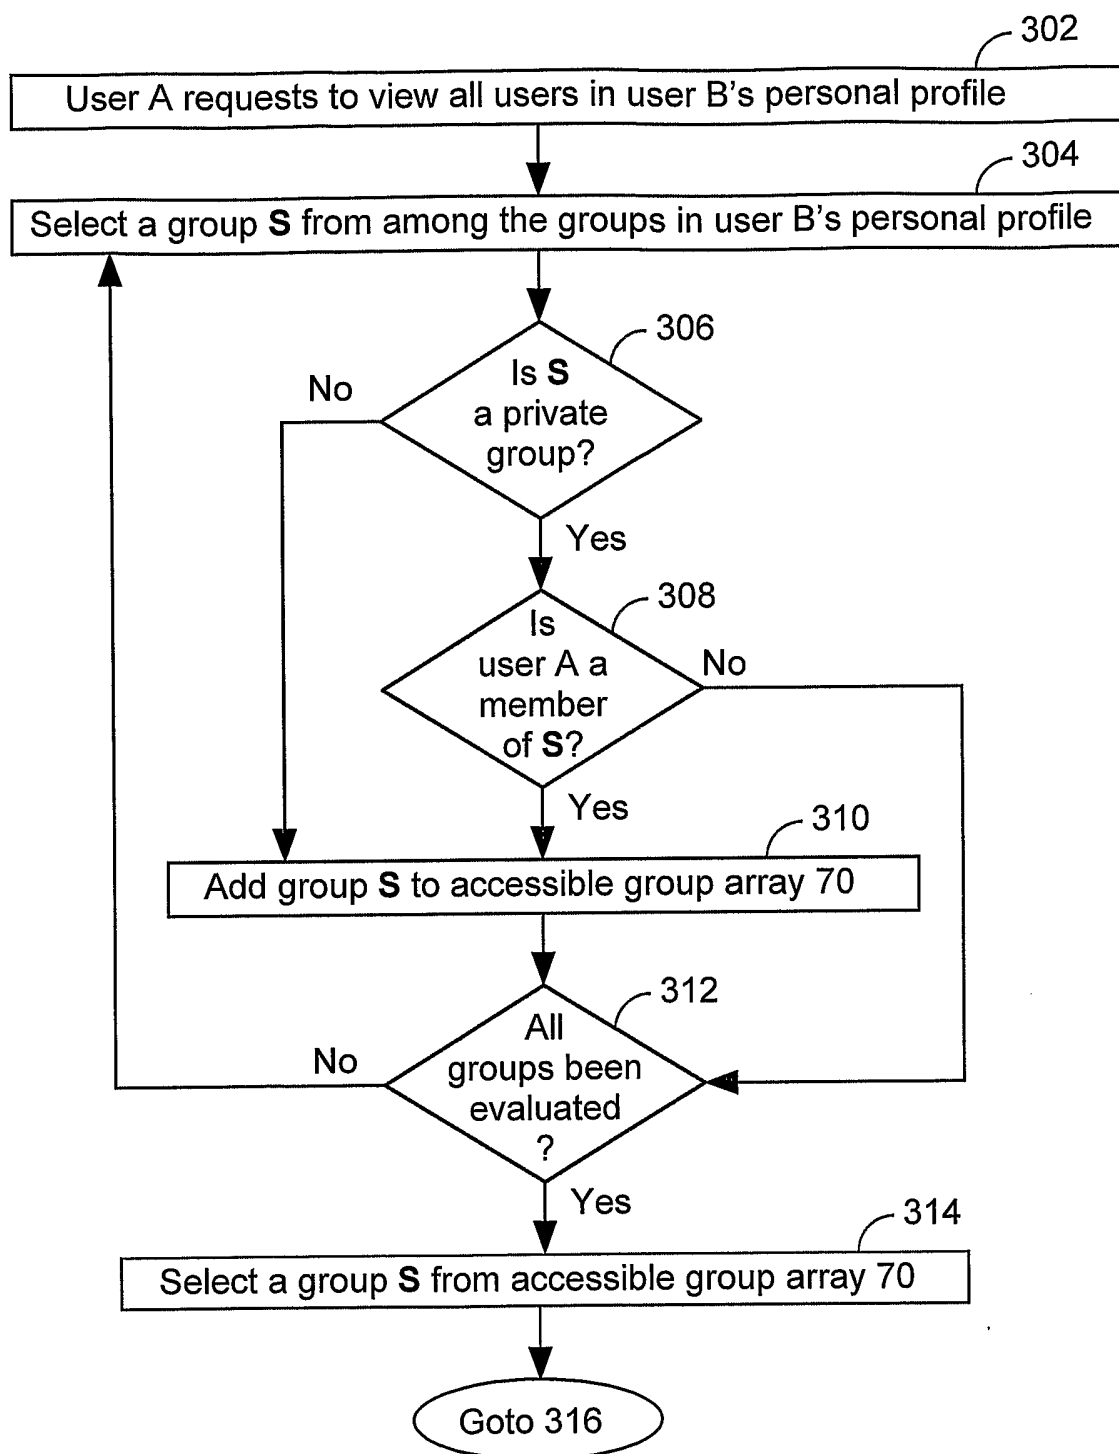 302
User A requests to view all users in user B's personal profile
304
Select a group S from among the groups in user B's personal profile
306
Is S
a private
group?
No
Yes
308
Is
user A a
member
of S?
No
Yes
310
Add group S to accessible group array 70
312
All
groups been
evaluated
?
No
Yes
314
Select a group S from accessible group array 70
Goto 316